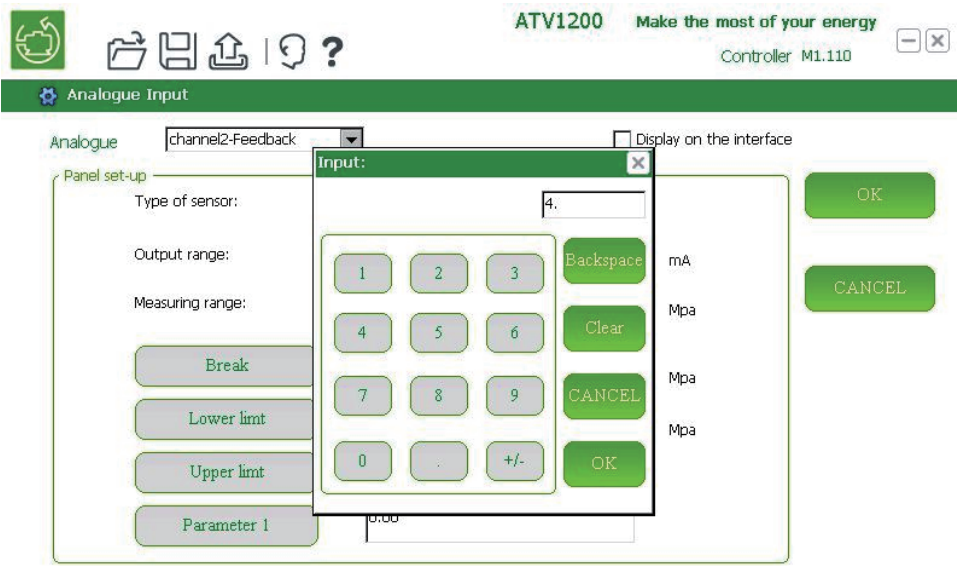 ATV1200 Make the most of your energy
? Controller M1.110
Analogue Input
Analogue channel2-Feedback Display on the interface
Input:
Panel set-up
Type of sensor: 4. OK
Output range: Backspace mA
1 2 3
Measuring range: CANCEL
Mpa
4 5 6 Clear
Break Mpa
7 8 9 CANCEL
Lower limt Mpa
Upper limt 0 . +/- OK
Parameter 1 0.00